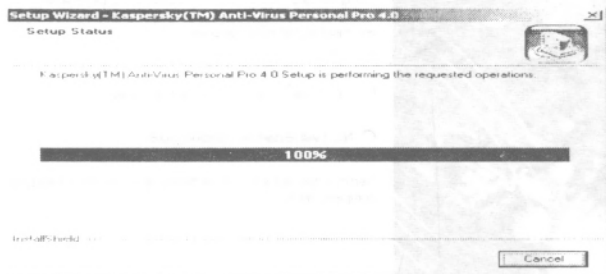 Setup Wizard - Kaspersky(TM) Anti-Virus Personal Pro 4.0
Setup Status
Kaspersky(TM) Anti-Virus Personal Pro 4.0 Setup is performing the requested operations.
100%
InstallShield
Cancel